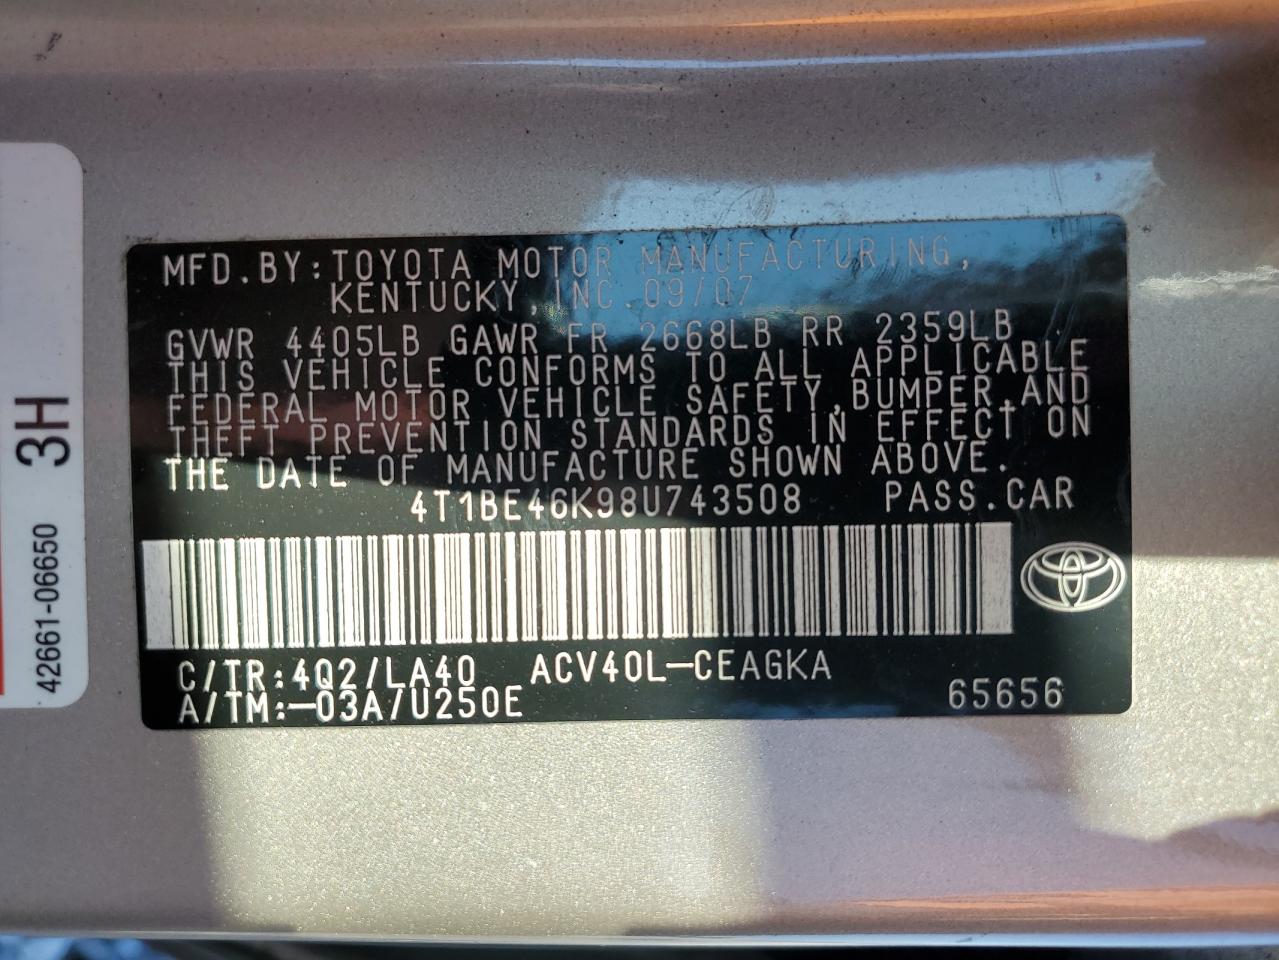 MFD.BY:TOYOTA MOTOR MANUFACTURING,
KENTUCKY,INC.09/07
GVWR 4405LB GAWR FR 2668LB RR 2359LB
THIS VEHICLE CONFORMS TO ALL APPLICABLE
FEDERAL MOTOR VEHICLE SAFETY,BUMPER,AND
THEFT PREVENTION STANDARDS IN EFFECT ON
THE DATE OF MANUFACTURE SHOWN ABOVE.
4T1BE46K98U743508 PASS.CAR
C/TR:4Q2/LA40 ACV40L-CEAGKA
A/TM:-03A/U250E 65656
42661-06650 3H